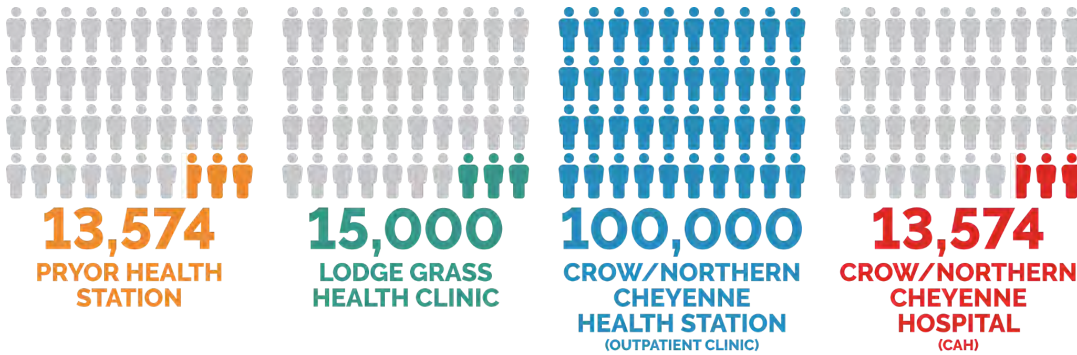 13,574
PRYOR HEALTH
STATION
15,000
LODGE GRASS
HEALTH CLINIC
100,000
CROW/NORTHERN
CHEYENNE
HEALTH STATION
(OUTPATIENT CLINIC)
13,574
CROW/NORTHERN
CHEYENNE
HOSPITAL
(CAH)